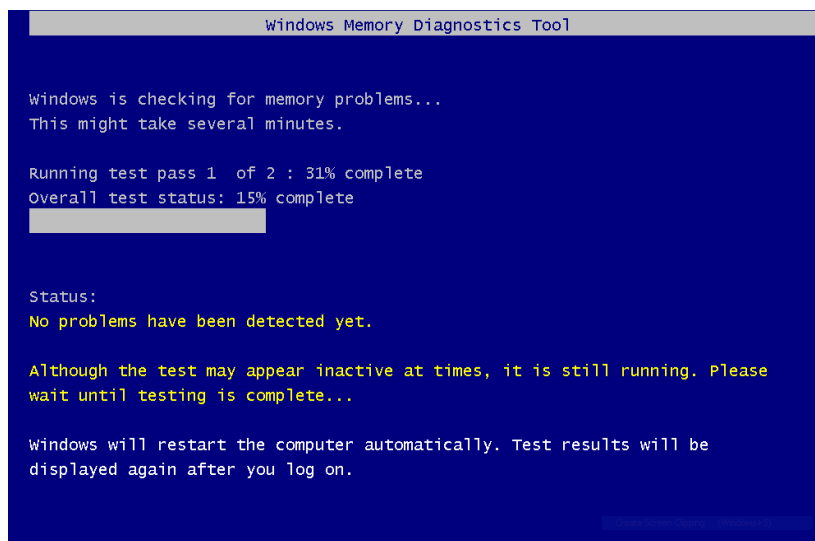 Windows Memory Diagnostics Tool
Windows is checking for memory problems...
This might take several minutes.
Running test pass 1  of 2 : 31% complete
Overall test status: 15% complete
Status:
No problems have been detected yet.
Although the test may appear inactive at times, it is still running. Please
wait until testing is complete...
Windows will restart the computer automatically. Test results will be
displayed again after you log on.